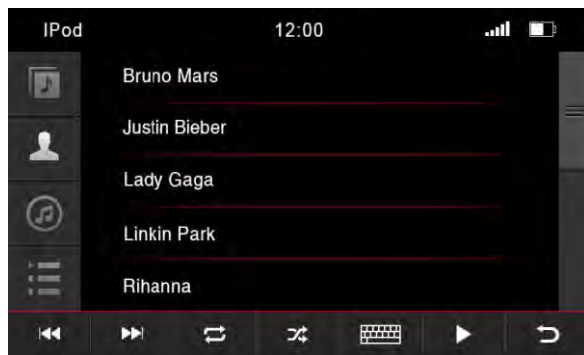 IPod 12:00
Bruno Mars
Justin Bieber
Lady Gaga
Linkin Park
Rihanna